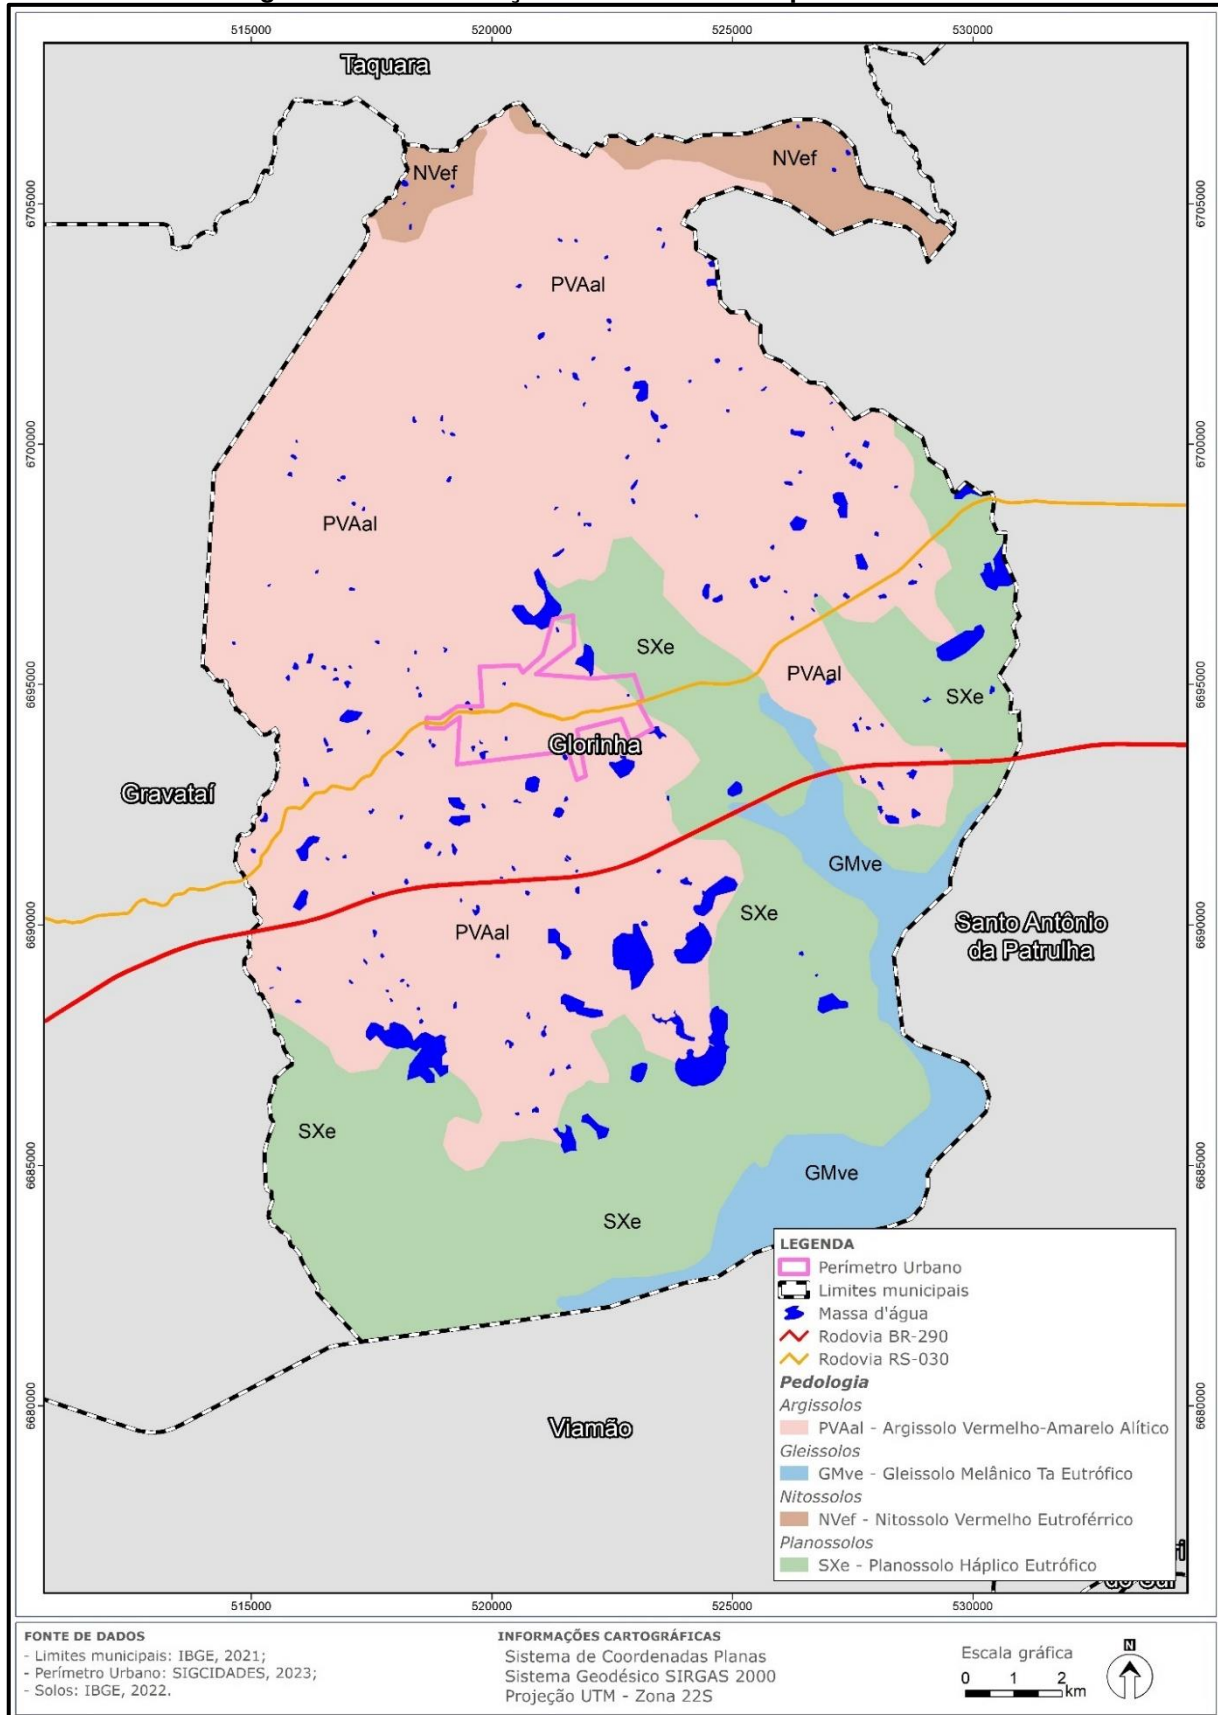 515000
520000
525000
530000
Taquara
NVef
NVef
6705000
6705000
PVAal
6700000
6700000
PVAal
SXe
PVAal
SXe
6695000
6695000
Glorinha
Gravataí
GMve
SXe
Santo Antônio
da Patrulha
PVAal
6690000
6690000
SXe
GMve
6685000
6685000
SXe
LEGENDA
Perímetro Urbano
Limites municipais
Massa d'água
Rodovia BR-290
Rodovia RS-030
Pedologia
Argissolos
PVAal - Argissolo Vermelho-Amarelo Alítico
Gleissolos
GMve - Gleissolo Melânico Ta Eutrófico
Nitossolos
NVef - Nitossolo Vermelho Eutroférrico
Planossolos
SXe - Planossolo Háplico Eutrófico
6680000
6680000
Viamão
515000
520000
525000
530000
FONTE DE DADOS
- Limites municipais: IBGE, 2021;
- Perímetro Urbano: SIGCIDADES, 2023;
- Solos: IBGE, 2022.
INFORMAÇÕES CARTOGRÁFICAS
Sistema de Coordenadas Planas
Sistema Geodésico SIRGAS 2000
Projeção UTM - Zona 22S
Escala gráfica
0 1 2
km
N